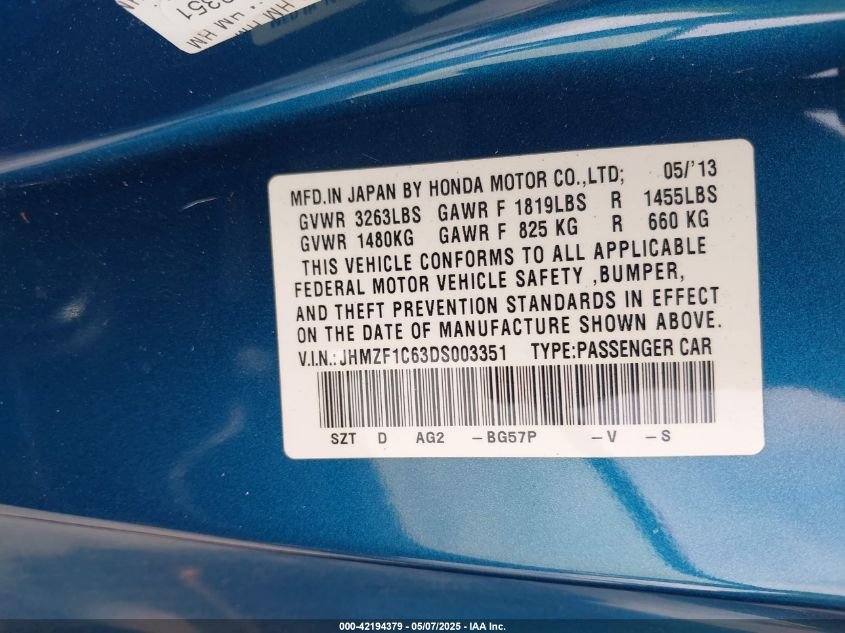 3351
HM HM
MFD.IN JAPAN BY HONDA MOTOR CO.,LTD; 05/'13
GVWR 3263LBS GAWR F 1819LBS R 1455LBS
GVWR 1480KG GAWR F 825 KG R 660 KG
THIS VEHICLE CONFORMS TO ALL APPLICABLE
FEDERAL MOTOR VEHICLE SAFETY ,BUMPER,
AND THEFT PREVENTION STANDARDS IN EFFECT
ON THE DATE OF MANUFACTURE SHOWN ABOVE.
V.I.N.: JHMZF1C63DS003351 TYPE:PASSENGER CAR
SZT D AG2 -BG57P -V -S
000-42194379 - 05/07/2025 - IAA Inc.